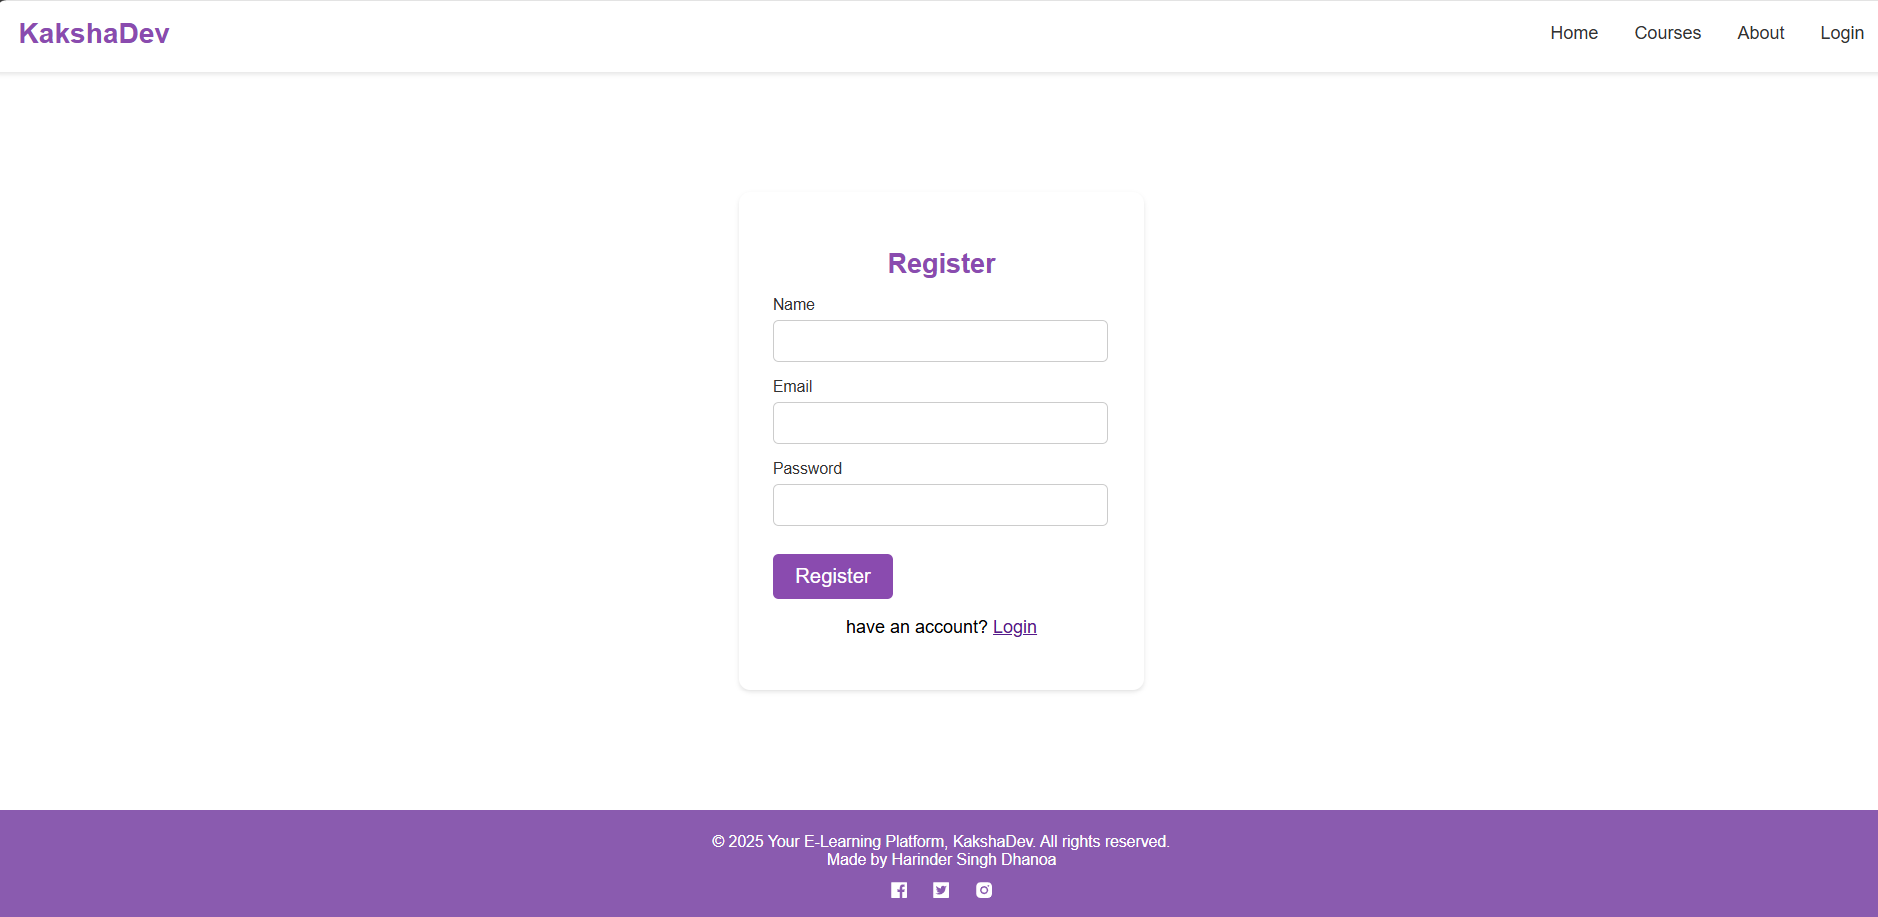 KakshaDev
Home Courses About Login
Register
Name
Email
Password
Register
have an account? Login
© 2025 Your E-Learning Platform, KakshaDev. All rights reserved.
Made by Harinder Singh Dhanoa